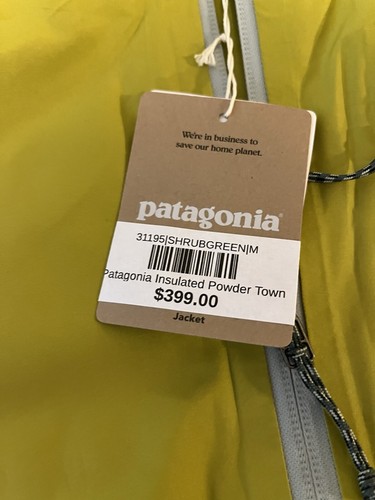 We're in business to
save our home planet.
patagonia®
31195|SHRUBGREEN|M
Patagonia Insulated Powder Town
$399.00
Jacket